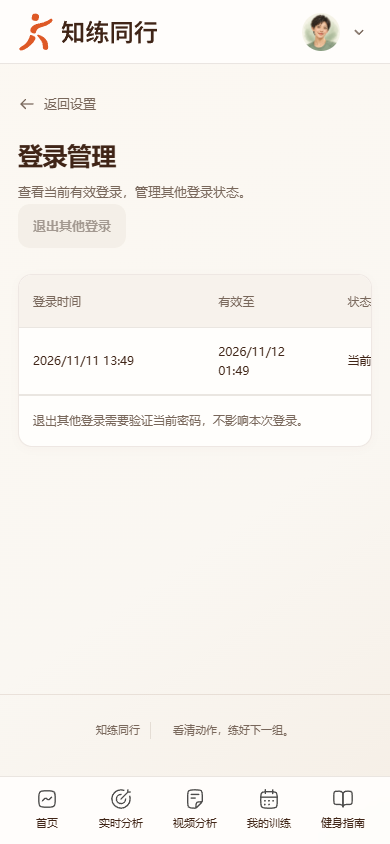 知练同行
返回设置
登录管理
查看当前有效登录，管理其他登录状态。
退出其他登录
登录时间 有效至 状态
2026/11/11 13:49 2026/11/12 01:49 当前
退出其他登录需要验证当前密码，不影响本次登录。
知练同行 看清动作，练好下一组。
首页 实时分析 视频分析 我的训练 健身指南